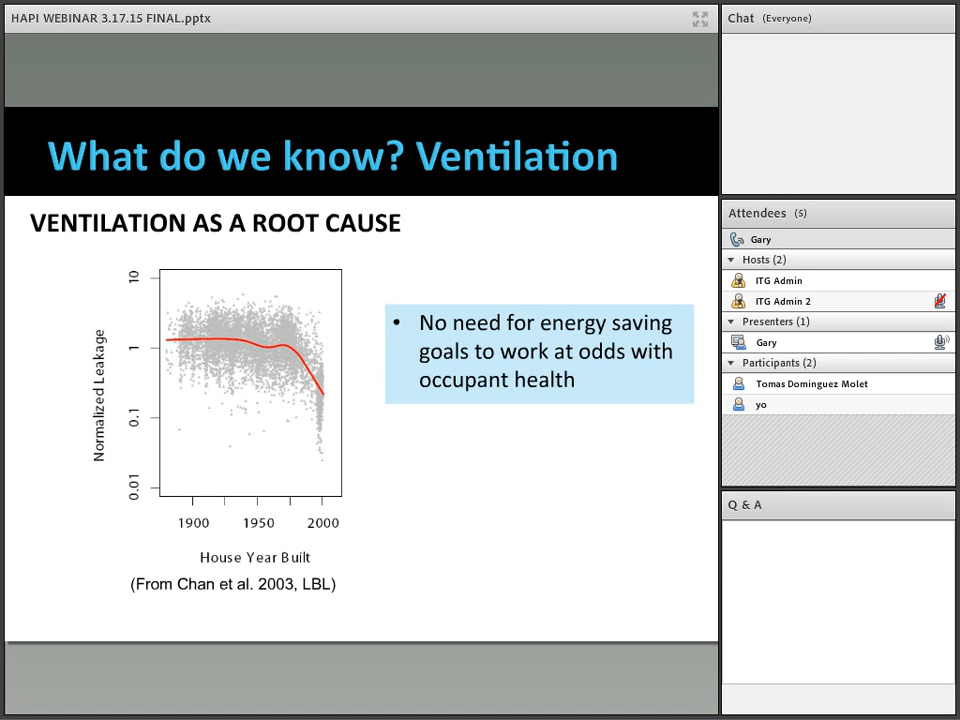 HAPI WEBINAR 3.17.15 FINAL.pptx
What do we know? Ventilation
VENTILATION AS A ROOT CAUSE
10
1
0.1
0.01
Normalized Leakage
1900 1950 2000
House Year Built
(From Chan et al. 2003, LBL)
• No need for energy saving
goals to work at odds with
occupant health
Chat (Everyone)
Attendees (5)
Gary
Hosts (2)
ITG Admin
ITG Admin 2
Presenters (1)
Gary
Participants (2)
Tomas Dominguez Molet
yo
Q & A